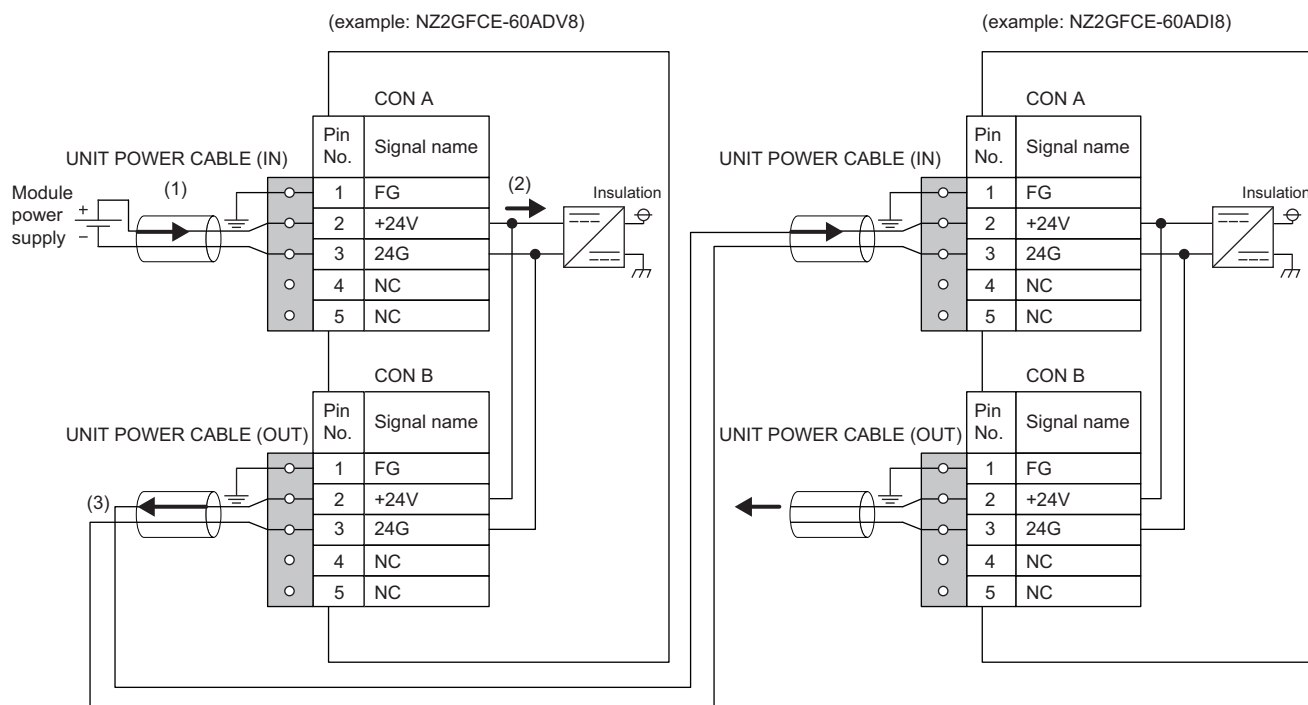 (example: NZ2GFCE-60ADV8)
CON A
Pin No. Signal name
UNIT POWER CABLE (IN)
Module power supply
+
−
(1)
(2)
Insulation
1 FG
2 +24V
3 24G
4 NC
5 NC
CON B
Pin No. Signal name
UNIT POWER CABLE (OUT)
(3)
1 FG
2 +24V
3 24G
4 NC
5 NC
(example: NZ2GFCE-60ADI8)
CON A
Pin No. Signal name
UNIT POWER CABLE (IN)
Insulation
1 FG
2 +24V
3 24G
4 NC
5 NC
CON B
Pin No. Signal name
UNIT POWER CABLE (OUT)
1 FG
2 +24V
3 24G
4 NC
5 NC